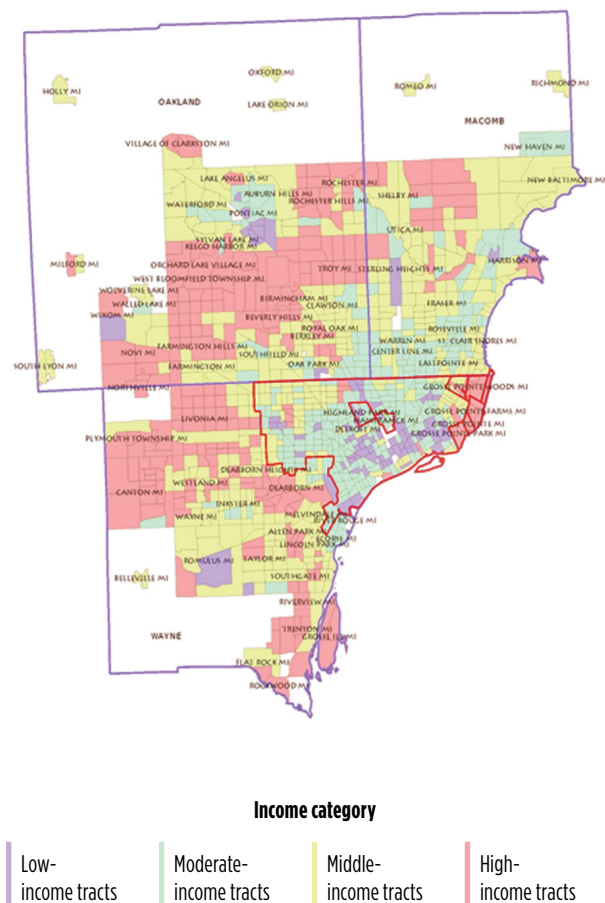 OXFORD MI
HOLLY MI
ROMEO MI
RICHMOND MI
OAKLAND
LAKE ORION MI
MACOMB
VILLAGE OF CLARKSTON MI
NEW HAVEN MI
LAKE ANGELUS MI
ROCHESTER MI
NEW BALTIMORE MI
AUBURN HILLS MI
ROCHESTER HILLS MI
SHELBY MI
WATERFORD MI
PONTIAC MI
UTICA MI
SYLVAN LAKE MI
KEEGO HARBOR MI
MILFORD MI
ORCHARD LAKE VILLAGE MI
TROY MI
STERLING HEIGHTS MI
HARRISON MI
WEST BLOOMFIELD TOWNSHIP MI
WOLVERINE LAKE MI
WALLED LAKE MI
BIRMINGHAM MI
CLAWSON MI
FRASER MI
WIXOM MI
BEVERLY HILLS MI
ROYAL OAK MI
ROSEVILLE MI
BERKLEY MI
WARREN MI
ST. CLAIR SHORES MI
FARMINGTON HILLS MI
NOVI MI
SOUTHFIELD MI
CENTER LINE MI
SOUTH LYON MI
FARMINGTON MI
OAK PARK MI
EASTPOINTE MI
NORTHVILLE MI
GROSSE POINTE WOODS MI
HIGHLAND PARK MI
GROSSE POINTE FARMS MI
LIVONIA MI
HAMTRAMCK MI
GROSSE POINTE MI
DETROIT MI
GROSSE POINTE PARK MI
PLYMOUTH TOWNSHIP MI
DEARBORN HEIGHTS MI
WESTLAND MI
DEARBORN MI
CANTON MI
INKSTER MI
WAYNE MI
MELVINDALE
RIVER ROUGE MI
ALLEN PARK MI
ECORSE MI
LINCOLN PARK MI
ROMULUS MI
TAYLOR MI
BELLEVILLE MI
SOUTHGATE MI
RIVERVIEW MI
WAYNE
TRENTON MI
GROSSE ILE MI
FLAT ROCK MI
ROCKWOOD MI
Income category
Low-
income tracts
Moderate-
income tracts
Middle-
income tracts
High-
income tracts